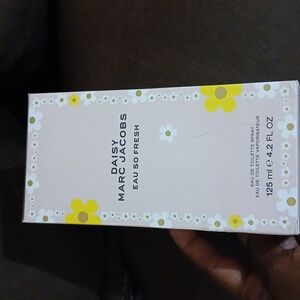 DAISY
MARC JACOBS
EAU SO FRESH
EAU DE TOILETTE SPRAY
EAU DE TOILETTE VAPORISATEUR
125 ml e 4.2 FL OZ